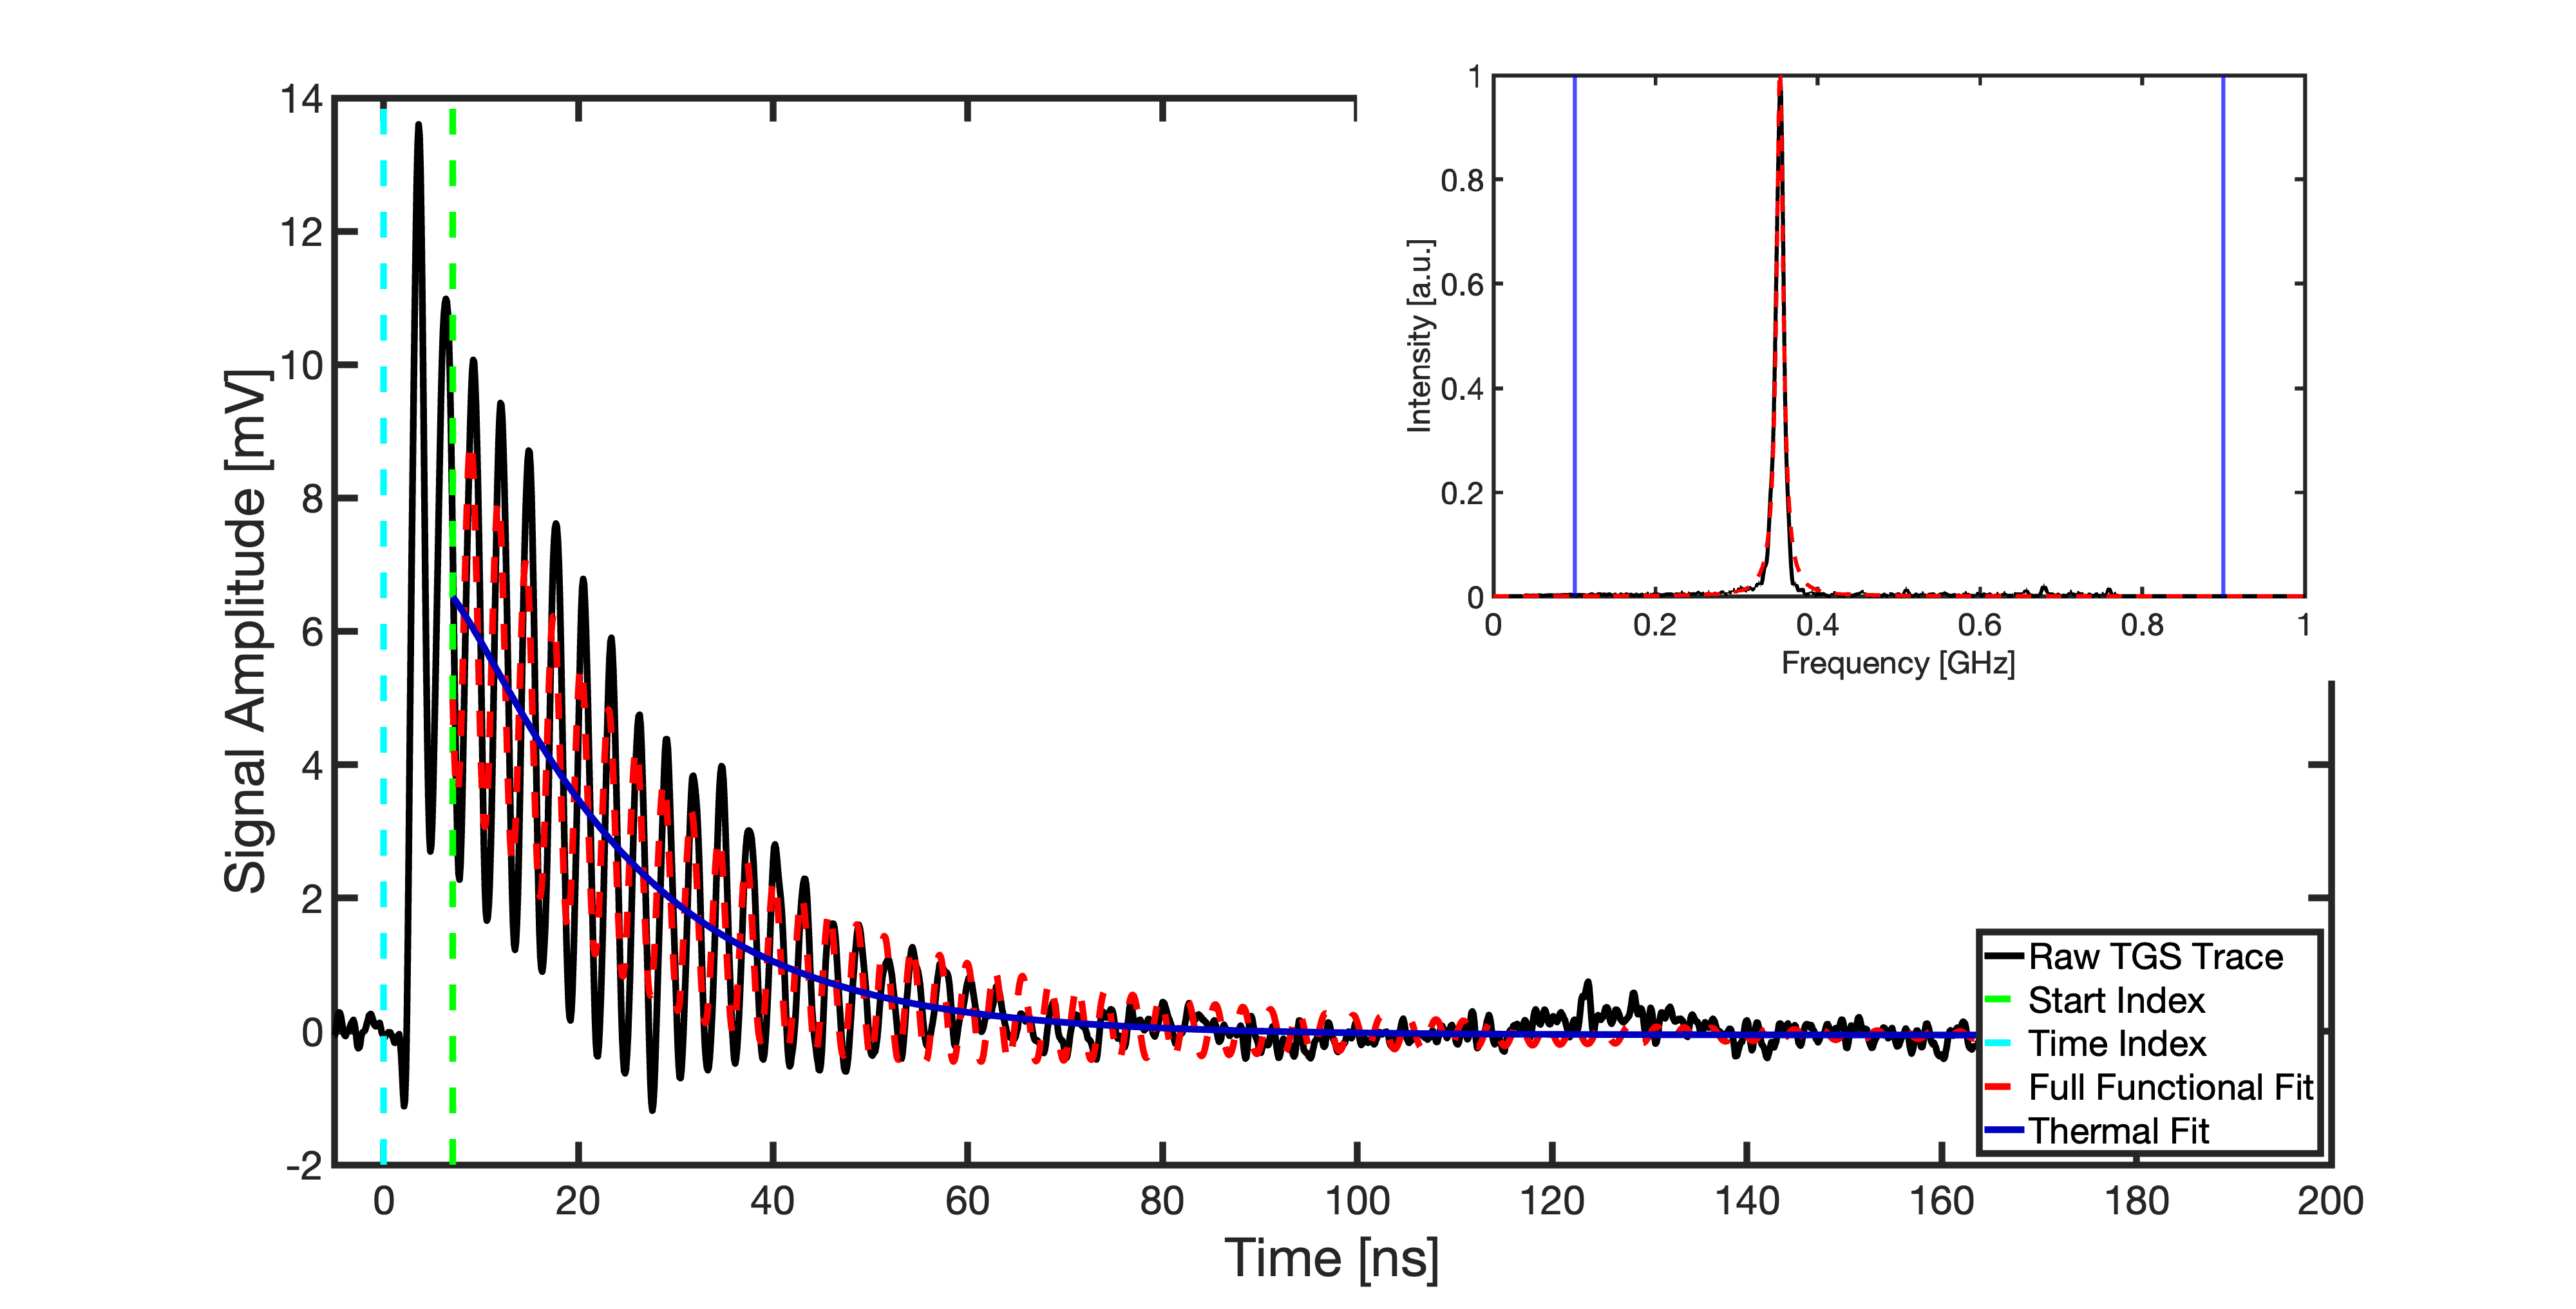 14
12
10
8
6
4
2
0
-2
Signal Amplitude [mV]
0 20 40 60 80 100 120 140 160 180 200
Time [ns]
1
0.8
0.6
0.4
0.2
0
Intensity [a.u.]
0 0.2 0.4 0.6 0.8 1
Frequency [GHz]
Raw TGS Trace
Start Index
Time Index
Full Functional Fit
Thermal Fit